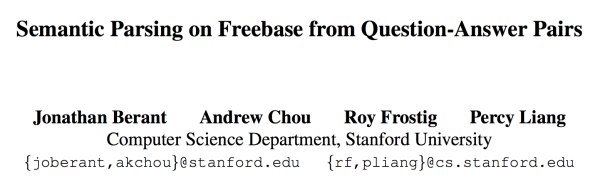 Semantic Parsing on Freebase from Question-Answer Pairs
Jonathan Berant Andrew Chou Roy Frostig Percy Liang
Computer Science Department, Stanford University
{joberant,akchou}@stanford.edu {rf,pliang}@cs.stanford.edu